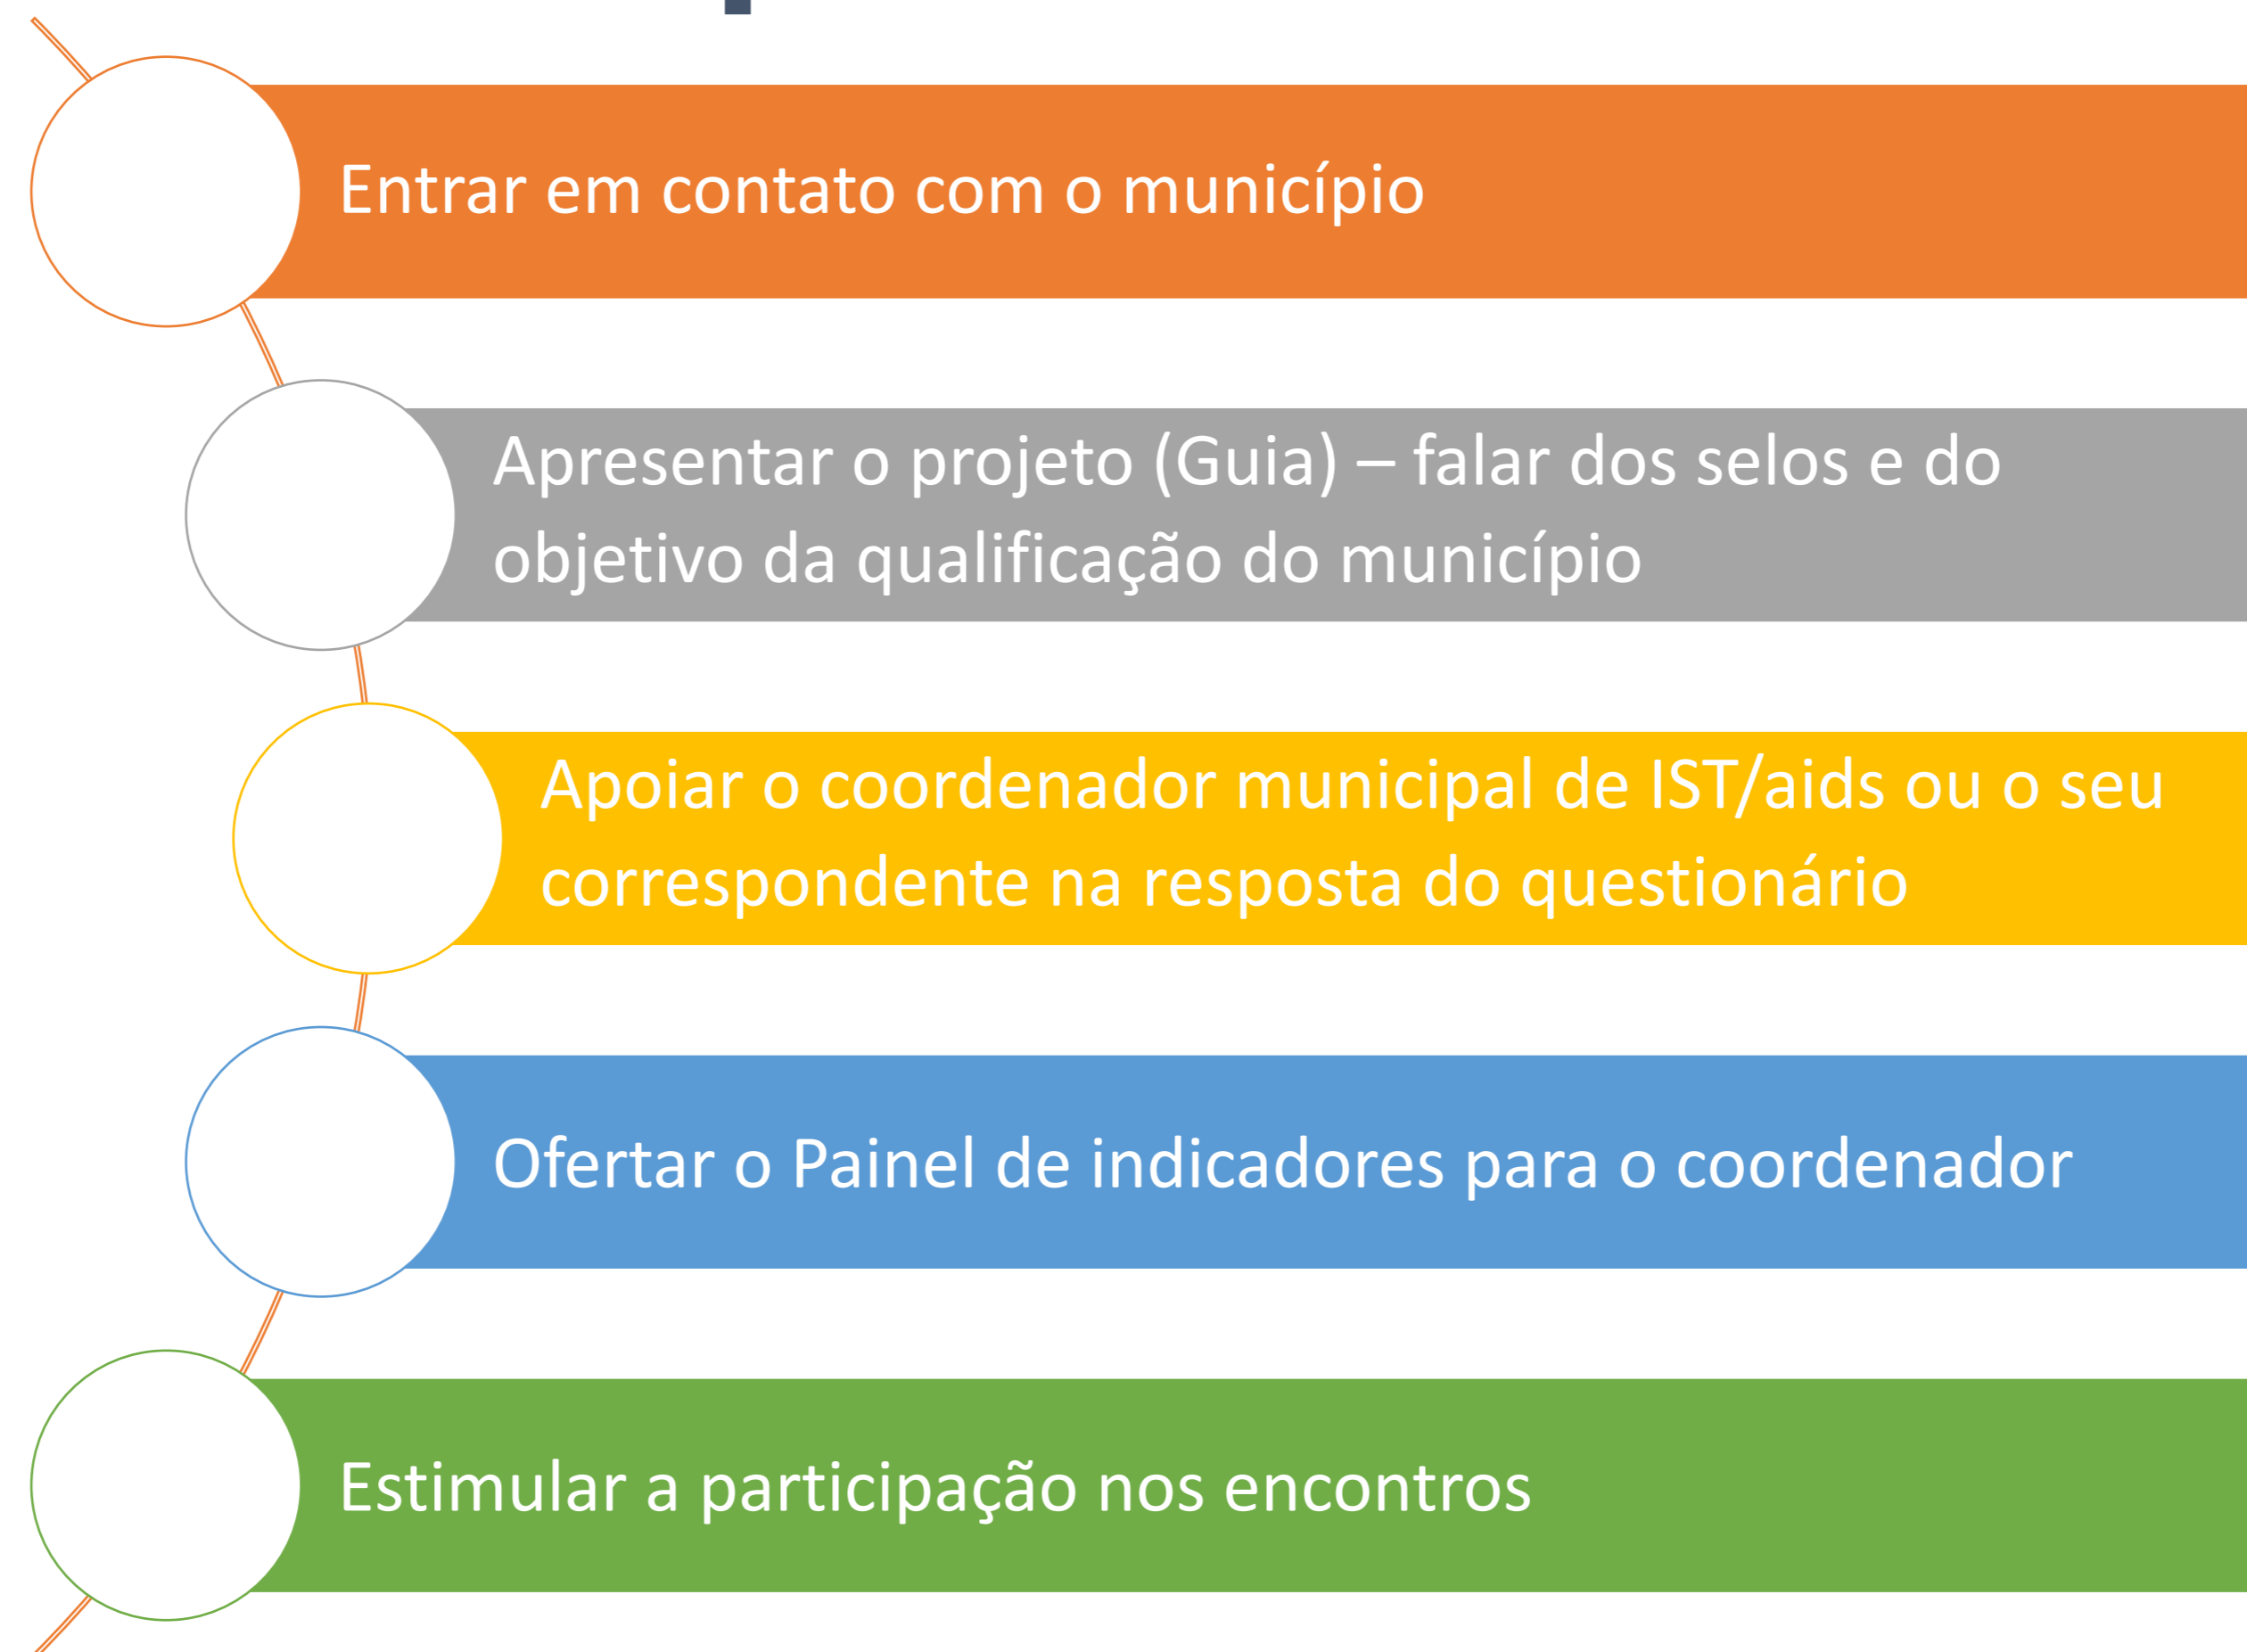 Entrar em contato com o município
Apresentar o projeto (Guia) – falar dos selos e do
objetivo da qualificação do município
Apoiar o coordenador municipal de IST/aids ou o seu
correspondente na resposta do questionário
Ofertar o Painel de indicadores para o coordenador
Estimular a participação nos encontros